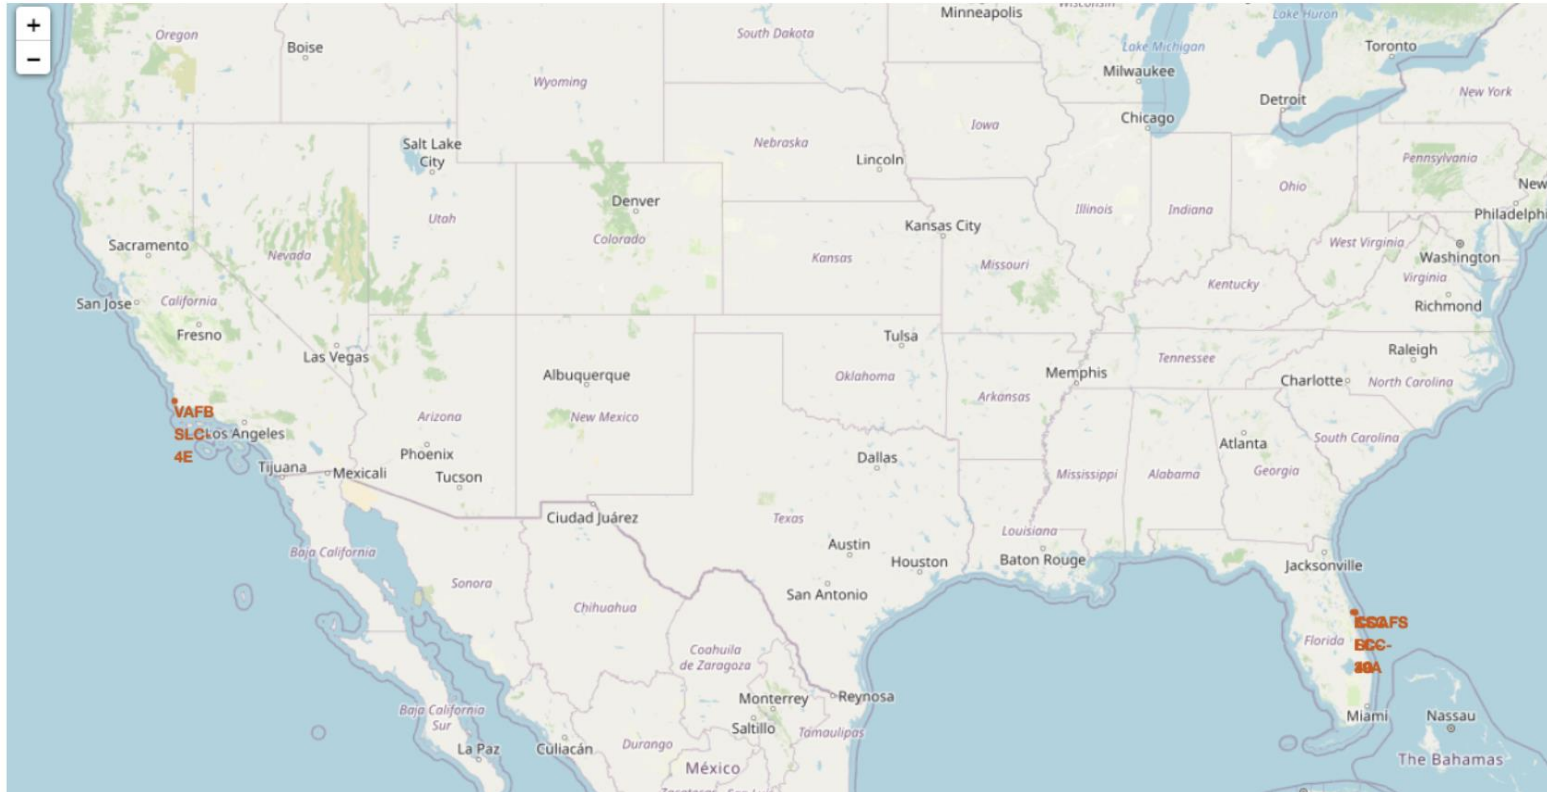 +
−
Oregon
Boise
Wyoming
South Dakota
Minneapolis
Wisconsin
Lake Huron
Lake Michigan
Toronto
Milwaukee
New York
Detroit
Chicago
Iowa
Nebraska
Salt Lake
City
Lincoln
Pennsylvania
Ohio
New
Philadelphi
Denver
Utah
Illinois
Indiana
Kansas City
Colorado
Sacramento
Nevada
Kansas
Missouri
West Virginia
Washington
Virginia
Kentucky
San Jose
California
Richmond
Fresno
Las Vegas
Tulsa
Raleigh
Tennessee
Albuquerque
Oklahoma
Memphis
Charlotte
North Carolina
Arkansas
VAFB
SLC-
4E
Los Angeles
Arizona
New Mexico
Atlanta
South Carolina
Phoenix
Dallas
Georgia
Tijuana
Mexicali
Tucson
Mississippi
Alabama
Ciudad Juárez
Texas
Louisiana
Austin
Houston
Baton Rouge
Jacksonville
Baja California
Sonora
San Antonio
Chihuahua
Florida
Coahuila
de Zaragoza
Monterrey
Reynosa
Baja California
Sur
Saltillo
Tamaulipas
Miami
Nassau
La Paz
Culiacán
Durango
México
The Bahamas